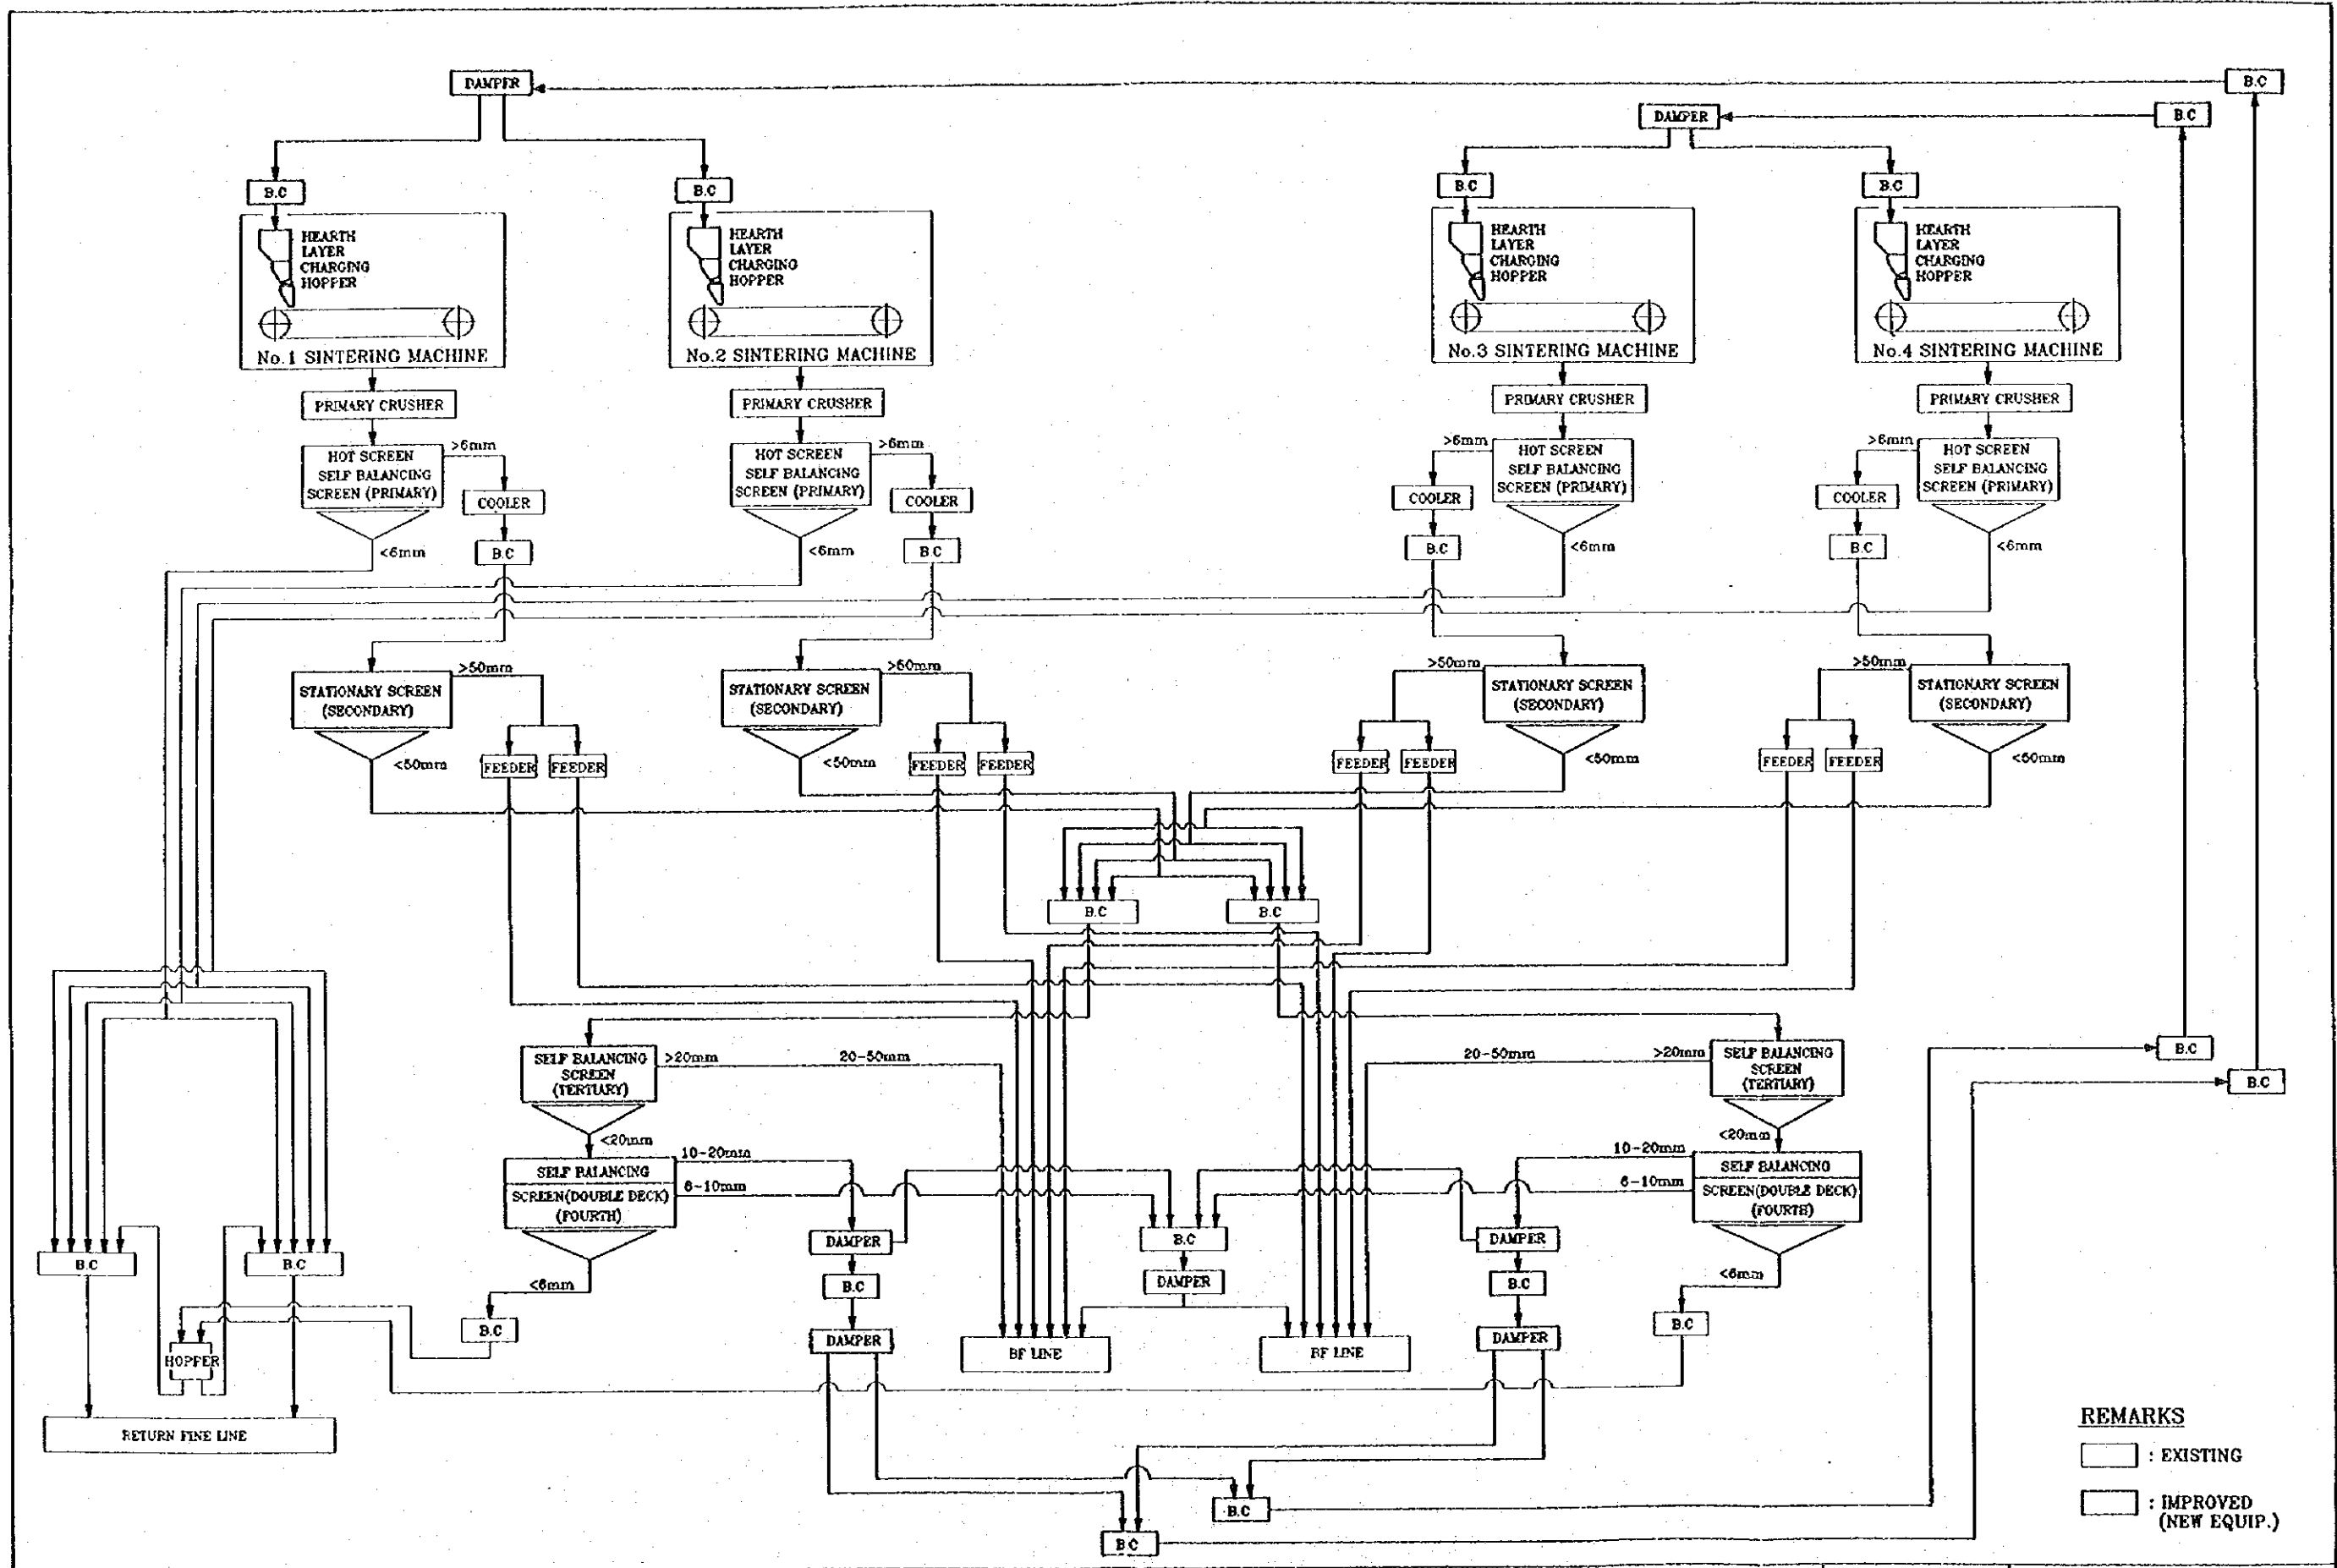 DAMPER
B.C
DAMPER
B.C
B.C
B.C
B.C
B.C
HEARTH
LAYER
CHARGING
HOPPER
No.1 SINTERING MACHINE
HEARTH
LAYER
CHARGING
HOPPER
No.2 SINTERING MACHINE
HEARTH
LAYER
CHARGING
HOPPER
No.3 SINTERING MACHINE
HEARTH
LAYER
CHARGING
HOPPER
No.4 SINTERING MACHINE
PRIMARY CRUSHER
PRIMARY CRUSHER
PRIMARY CRUSHER
PRIMARY CRUSHER
HOT SCREEN
SELF BALANCING
SCREEN (PRIMARY)
>6mm
COOLER
B.C
<6mm
HOT SCREEN
SELF BALANCING
SCREEN (PRIMARY)
>6mm
COOLER
B.C
<6mm
>6mm
HOT SCREEN
SELF BALANCING
SCREEN (PRIMARY)
COOLER
B.C
<6mm
>6mm
HOT SCREEN
SELF BALANCING
SCREEN (PRIMARY)
COOLER
B.C
<6mm
STATIONARY SCREEN
(SECONDARY)
>50mm
<50mm
FEEDER
FEEDER
STATIONARY SCREEN
(SECONDARY)
>50mm
<50mm
FEEDER
FEEDER
>50mm
STATIONARY SCREEN
(SECONDARY)
FEEDER
FEEDER
<50mm
>50mm
STATIONARY SCREEN
(SECONDARY)
FEEDER
FEEDER
<50mm
B.C
B.C
SELF BALANCING
SCREEN
(TERTIARY)
>20mm
20-50mm
<20mm
20-50mm
>20mm
SELF BALANCING
SCREEN
(TERTIARY)
<20mm
B.C
B.C
SELF BALANCING
SCREEN(DOUBLE DECK)
(FOURTH)
10-20mm
6-10mm
<6mm
10-20mm
6-10mm
SELF BALANCING
SCREEN(DOUBLE DECK)
(FOURTH)
<6mm
DAMPER
B.C
DAMPER
B.C
DAMPER
DAMPER
B.C
DAMPER
B.C
B.C
B.C
B.C
HOPPER
RETURN FINE LINE
BF LINE
BF LINE
B.C
B.C
REMARKS
: EXISTING
: IMPROVED
(NEW EQUIP.)